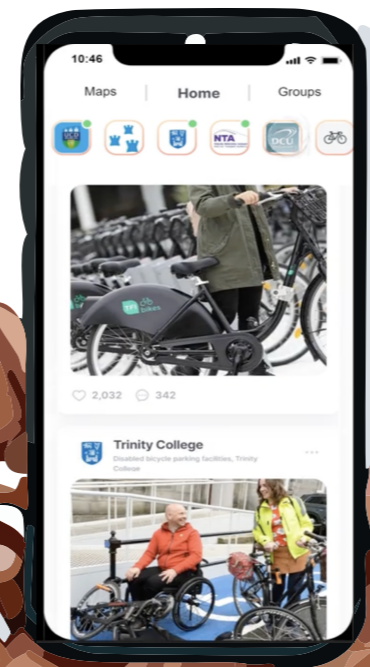 10:46
Maps | Home | Groups
UCD
NTA
DCU
bikes
2,032 342
Trinity College
Disabled bicycle parking facilities, Trinity
College